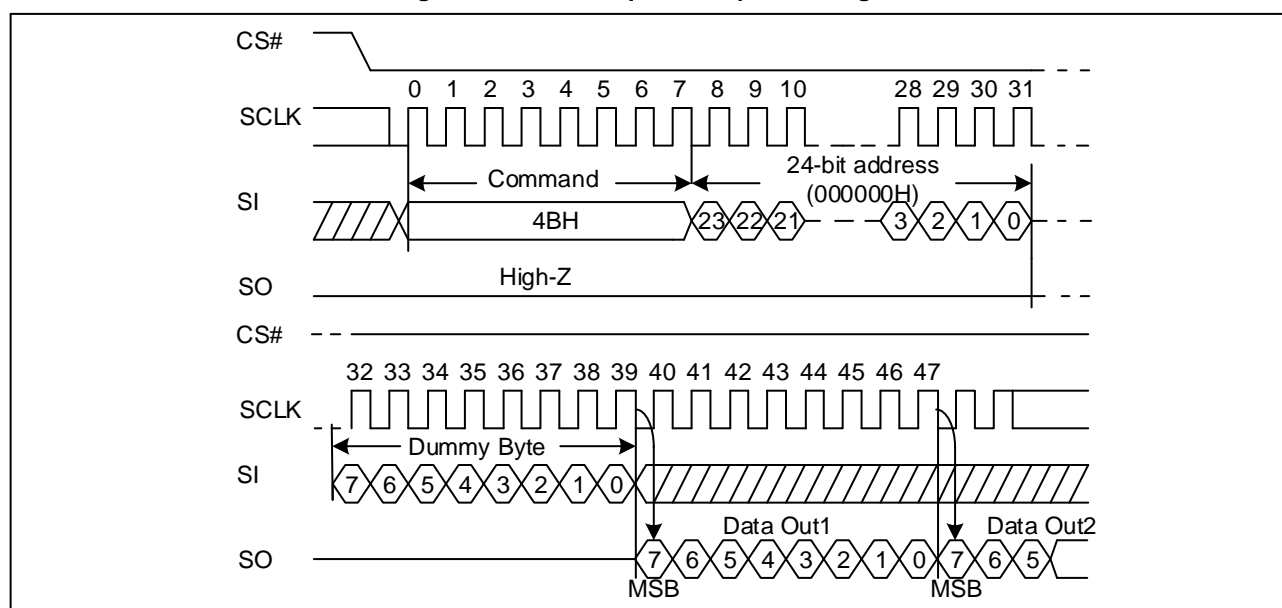 CS#
0 1 2 3 4 5 6 7 8 9 10 28 29 30 31
SCLK
Command
24-bit address
(000000H)
SI
4BH
23 22 21 3 2 1 0
High-Z
SO
CS#
32 33 34 35 36 37 38 39 40 41 42 43 44 45 46 47
SCLK
Dummy Byte
SI
7 6 5 4 3 2 1 0
Data Out1 Data Out2
SO
7 6 5 4 3 2 1 0 7 6 5
MSB MSB